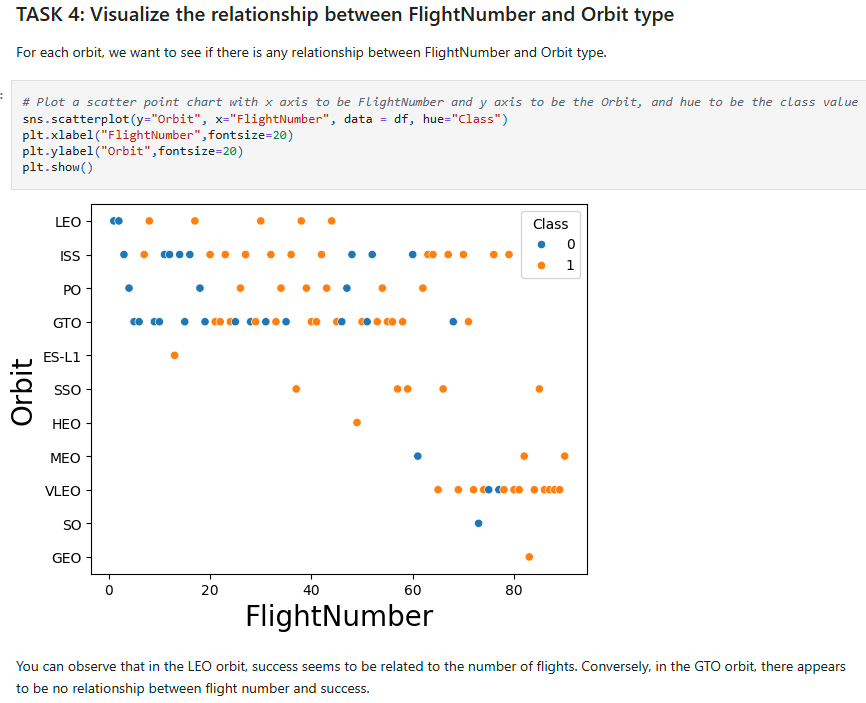 TASK 4: Visualize the relationship between FlightNumber and Orbit type
For each orbit, we want to see if there is any relationship between FlightNumber and Orbit type.
:
# Plot a scatter point chart with x axis to be FlightNumber and y axis to be the Orbit, and hue to be the class value
sns.scatterplot(y="Orbit", x="FlightNumber", data = df, hue="Class")
plt.xlabel("FlightNumber",fontsize=20)
plt.ylabel("Orbit",fontsize=20)
plt.show()
Class
0
1
LEO
ISS
PO
GTO
ES-L1
SSO
HEO
MEO
VLEO
SO
GEO
Orbit
0 20 40 60 80
FlightNumber
You can observe that in the LEO orbit, success seems to be related to the number of flights. Conversely, in the GTO orbit, there appears
to be no relationship between flight number and success.